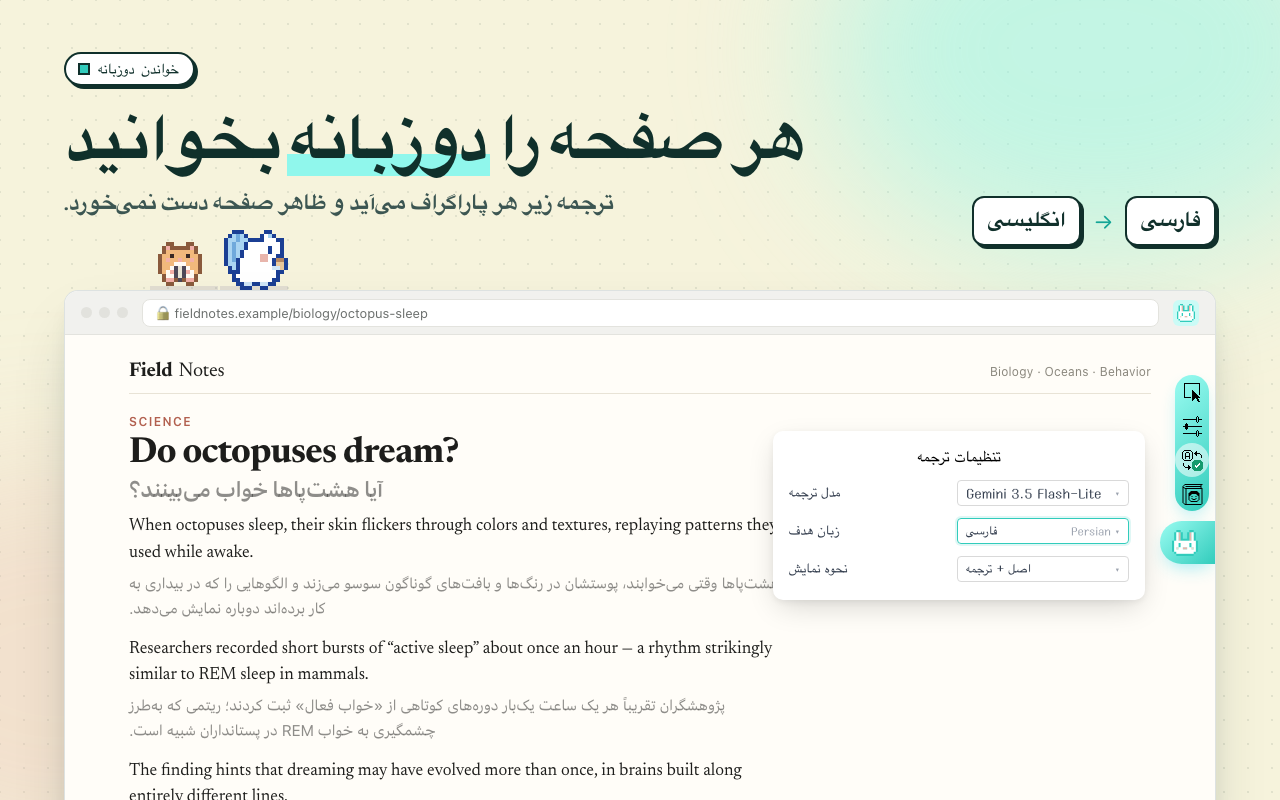 خواندن دوزبانه
هر صفحه را دوزبانه بخوانید
ترجمه زیر هر پاراگراف می‌آید و ظاهر صفحه دست نمی‌خورد.
انگلیسی → فارسی
fieldnotes.example/biology/octopus-sleep
Field Notes
Biology · Oceans · Behavior
SCIENCE
Do octopuses dream?
آیا هشت‌پاها خواب می‌بینند؟
When octopuses sleep, their skin flickers through colors and textures, replaying patterns they
used while awake.
هشت‌پاها وقتی می‌خوابند، پوستشان در رنگ‌ها و بافت‌های گوناگون سوسو می‌زند و الگوهایی را که در بیداری به
کار برده‌اند دوباره نمایش می‌دهد.
Researchers recorded short bursts of “active sleep” about once an hour — a rhythm strikingly
similar to REM sleep in mammals.
پژوهشگران تقریباً هر یک ساعت یک‌بار دوره‌های کوتاهی از «خواب فعال» ثبت کردند؛ ریتمی که به‌طرز
چشمگیری به خواب REM در پستانداران شبیه است.
The finding hints that dreaming may have evolved more than once, in brains built along
entirely different lines.
تنظیمات ترجمه
مدل ترجمه
Gemini 3.5 Flash-Lite
زبان هدف
فارسی Persian
نحوه نمایش
اصل + ترجمه